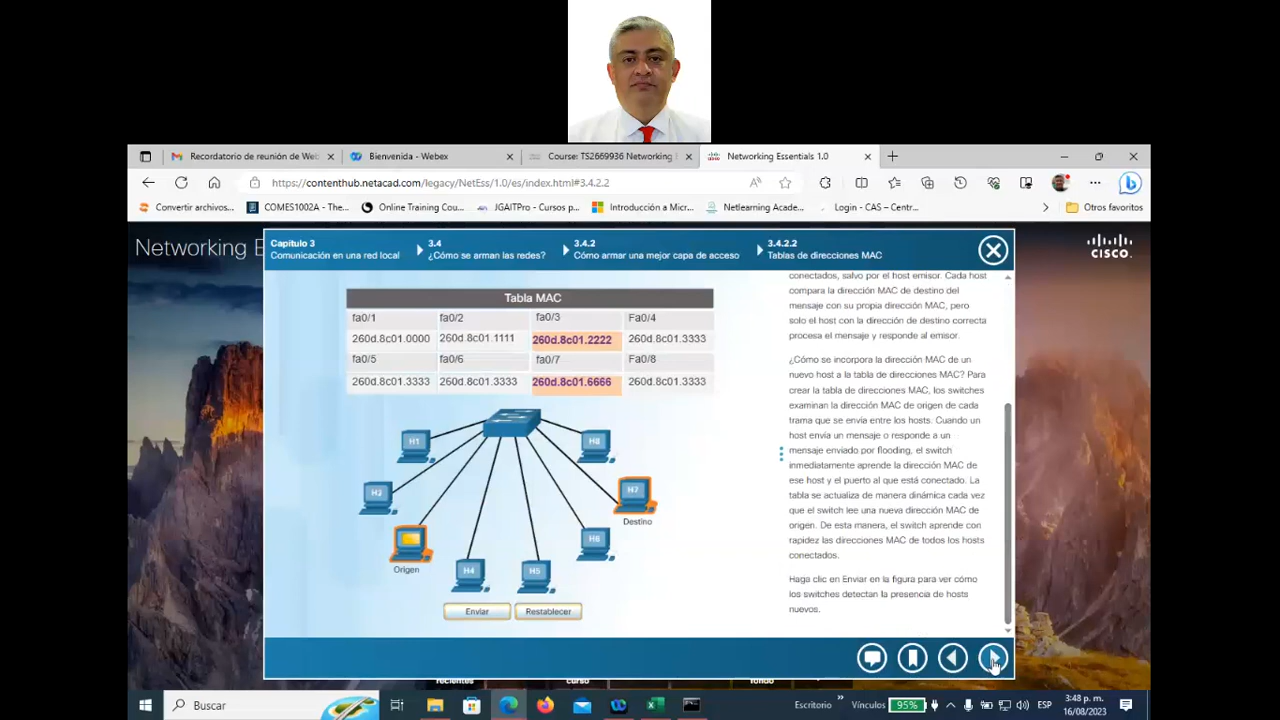 Recordatorio de reunión de Web
Bienvenida - Webex
Course: TS2669936 Networking E
Networking Essentials 1.0
https://contenthub.netacad.com/legacy/NetEss/1.0/es/index.html#3.4.2.2
Convertir archivos...
COMES1002A - The...
Online Training Cou...
JGAITPro - Cursos p...
Introducción a Micr...
Netlearning Acade...
Login - CAS – Centr...
Otros favoritos
Networking E
Capítulo 3
Comunicación en una red local
3.4
¿Cómo se arman las redes?
3.4.2
Cómo armar una mejor capa de acceso
3.4.2.2
Tablas de direcciones MAC
CISCO
Tabla MAC
fa0/1 fa0/2 fa0/3 Fa0/4
260d.8c01.0000 260d.8c01.1111 260d.8c01.2222 260d.8c01.3333
fa0/5 fa0/6 fa0/7 Fa0/8
260d.8c01.3333 260d.8c01.3333 260d.8c01.6666 260d.8c01.3333
H1
H8
H2
H7
Destino
H6
Origen
H4
H5
Enviar
Restablecer
conectados, salvo por el host emisor. Cada host
compara la dirección MAC de destino del
mensaje con su propia dirección MAC, pero
solo el host con la dirección de destino correcta
procesa el mensaje y responde al emisor.
¿Cómo se incorpora la dirección MAC de un
nuevo host a la tabla de direcciones MAC? Para
crear la tabla de direcciones MAC, los switches
examinan la dirección MAC de origen de cada
trama que se envía entre los hosts. Cuando un
host envía un mensaje o responde a un
mensaje enviado por flooding, el switch
inmediatamente aprende la dirección MAC de
ese host y el puerto al que está conectado. La
tabla se actualiza de manera dinámica cada vez
que el switch lee una nueva dirección MAC de
origen. De esta manera, el switch aprende con
rapidez las direcciones MAC de todos los hosts
conectados.
Haga clic en Enviar en la figura para ver cómo
los switches detectan la presencia de hosts
nuevos.
recientes
curso
fondo
Buscar
Escritorio
Vínculos
95%
ESP
3:48 p. m.
16/08/2023